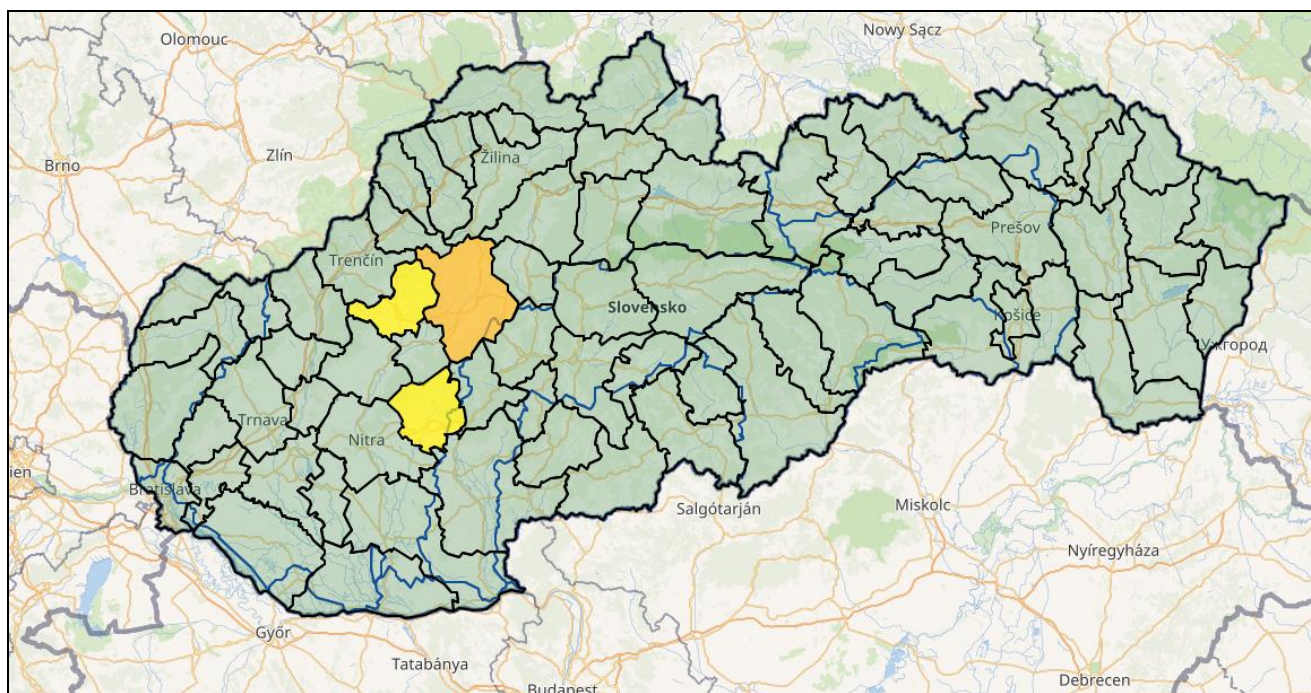 Olomouc
Nowy Sącz
Brno
Zlín
Žilina
Trenčín
Prešov
Slovensko
Košice
Ужгород
Trnava
Nitra
ien
Bratislava
Salgótarján
Miskolc
Nyíregyháza
Győr
Tatabánya
Budapest
Debrecen